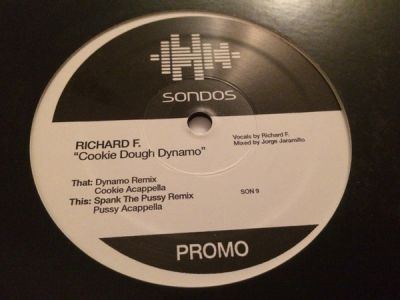 SONDOS
RICHARD F.
"Cookie Dough Dynamo"
Vocals by Richard F.
Mixed by Jorge Jaramillo
That: Dynamo Remix
Cookie Acappella
This: Spank The Pussy Remix
Pussy Acappella
SON 9
PROMO